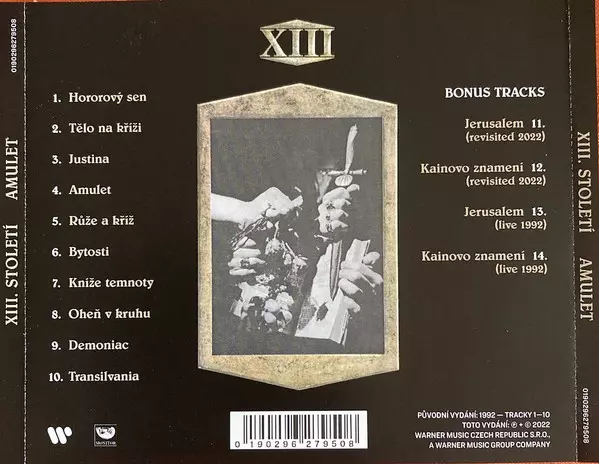 0190296279508
XIII. STOLETÍ AMULET
XIII
1. Hororový sen
2. Tělo na kříži
3. Justina
4. Amulet
5. Růže a kříž
6. Bytosti
7. Kníže temnoty
8. Oheň v kruhu
9. Demoniac
10. Transilvania
BONUS TRACKS
Jerusalem 11.
(revisited 2022)
Kainovo znamení 12.
(revisited 2022)
Jerusalem 13.
(live 1992)
Kainovo znamení 14.
(live 1992)
MONITOR
0 190296 279508
PŮVODNÍ VYDÁNÍ: 1992 — TRACKY 1—10
TOTO VYDÁNÍ: ℗ + © 2022
WARNER MUSIC CZECH REPUBLIC S.R.O.
A WARNER MUSIC GROUP COMPANY
XIII. STOLETÍ AMULET
0190296279508